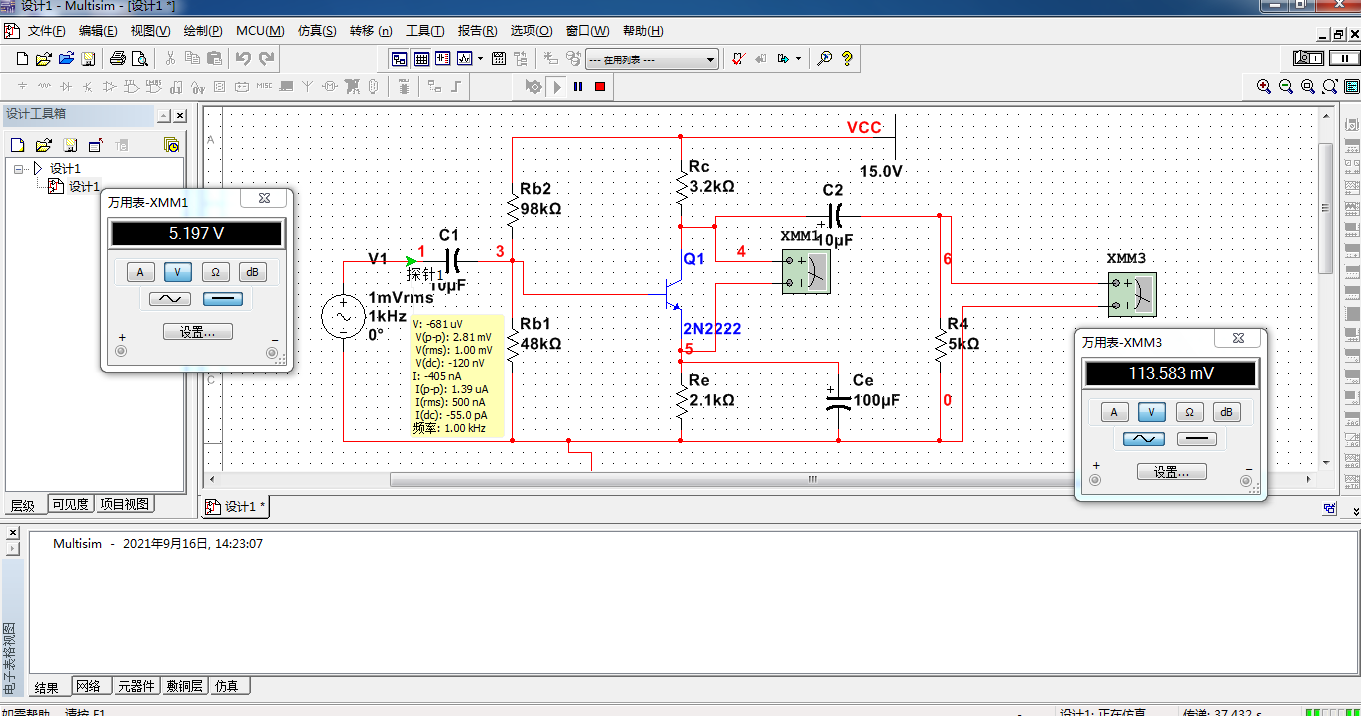 设计1 - Multisim - [设计1 *]
文件(F) 编辑(E) 视图(V) 绘制(P) MCU(M) 仿真(S) 转移 (n) 工具(T) 报告(R) 选项(O) 窗口(W) 帮助(H)
--- 在用列表 ---
MISC
设计工具箱
设计1
设计1
层级 可见度 项目视图
万用表-XMM1
5.197 V
A V Ω dB
设置...
+ −
A
C
VCC
15.0V
Rc
3.2kΩ
Rb2
98kΩ
C2
10μF
XMM1
C1
10μF
V1
1
3
探针1
Q1
4
6
XMM3
1mVrms
1kHz
0°
2N2222
5
Rb1
48kΩ
R4
5kΩ
Re
2.1kΩ
Ce
100μF
0
V: -681 uV
V(p-p): 2.81 mV
V(rms): 1.00 mV
V(dc): -120 nV
I: -405 nA
I(p-p): 1.39 uA
I(rms): 500 nA
I(dc): -55.0 pA
频率: 1.00 kHz
万用表-XMM3
113.583 mV
A V Ω dB
设置...
+ −
设计1 *
Multisim - 2021年9月16日, 14:23:07
电子表格视图
结果 网络 元器件 敷铜层 仿真
如需帮助，请按 F1
- 设计1: 正在仿真... 传递: 37.432 s